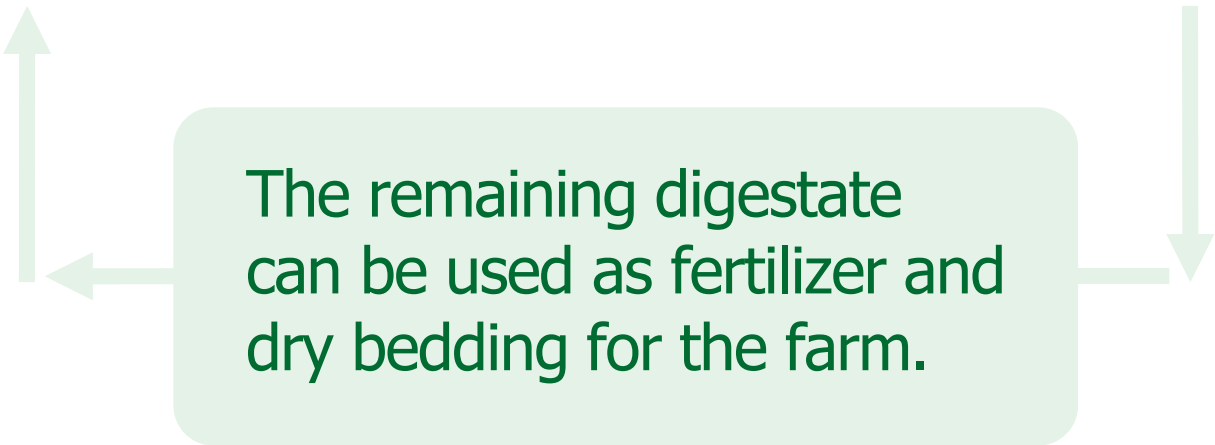 The remaining digestate
can be used as fertilizer and
dry bedding for the farm.